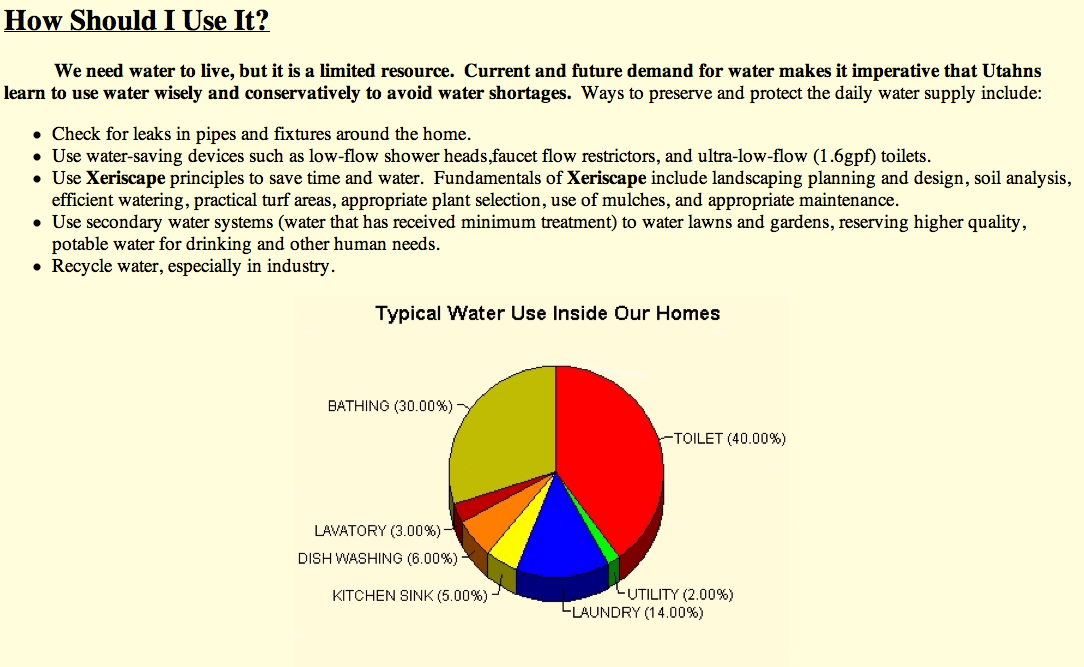 How Should I Use It?
We need water to live, but it is a limited resource.  Current and future demand for water makes it imperative that Utahns
learn to use water wisely and conservatively to avoid water shortages.  Ways to preserve and protect the daily water supply include:
• Check for leaks in pipes and fixtures around the home.
• Use water-saving devices such as low-flow shower heads,faucet flow restrictors, and ultra-low-flow (1.6gpf) toilets.
• Use Xeriscape principles to save time and water.  Fundamentals of Xeriscape include landscaping planning and design, soil analysis,
efficient watering, practical turf areas, appropriate plant selection, use of mulches, and appropriate maintenance.
• Use secondary water systems (water that has received minimum treatment) to water lawns and gardens, reserving higher quality,
potable water for drinking and other human needs.
• Recycle water, especially in industry.
Typical Water Use Inside Our Homes
BATHING (30.00%)
TOILET (40.00%)
LAVATORY (3.00%)
DISH WASHING (6.00%)
KITCHEN SINK (5.00%)
UTILITY (2.00%)
LAUNDRY (14.00%)